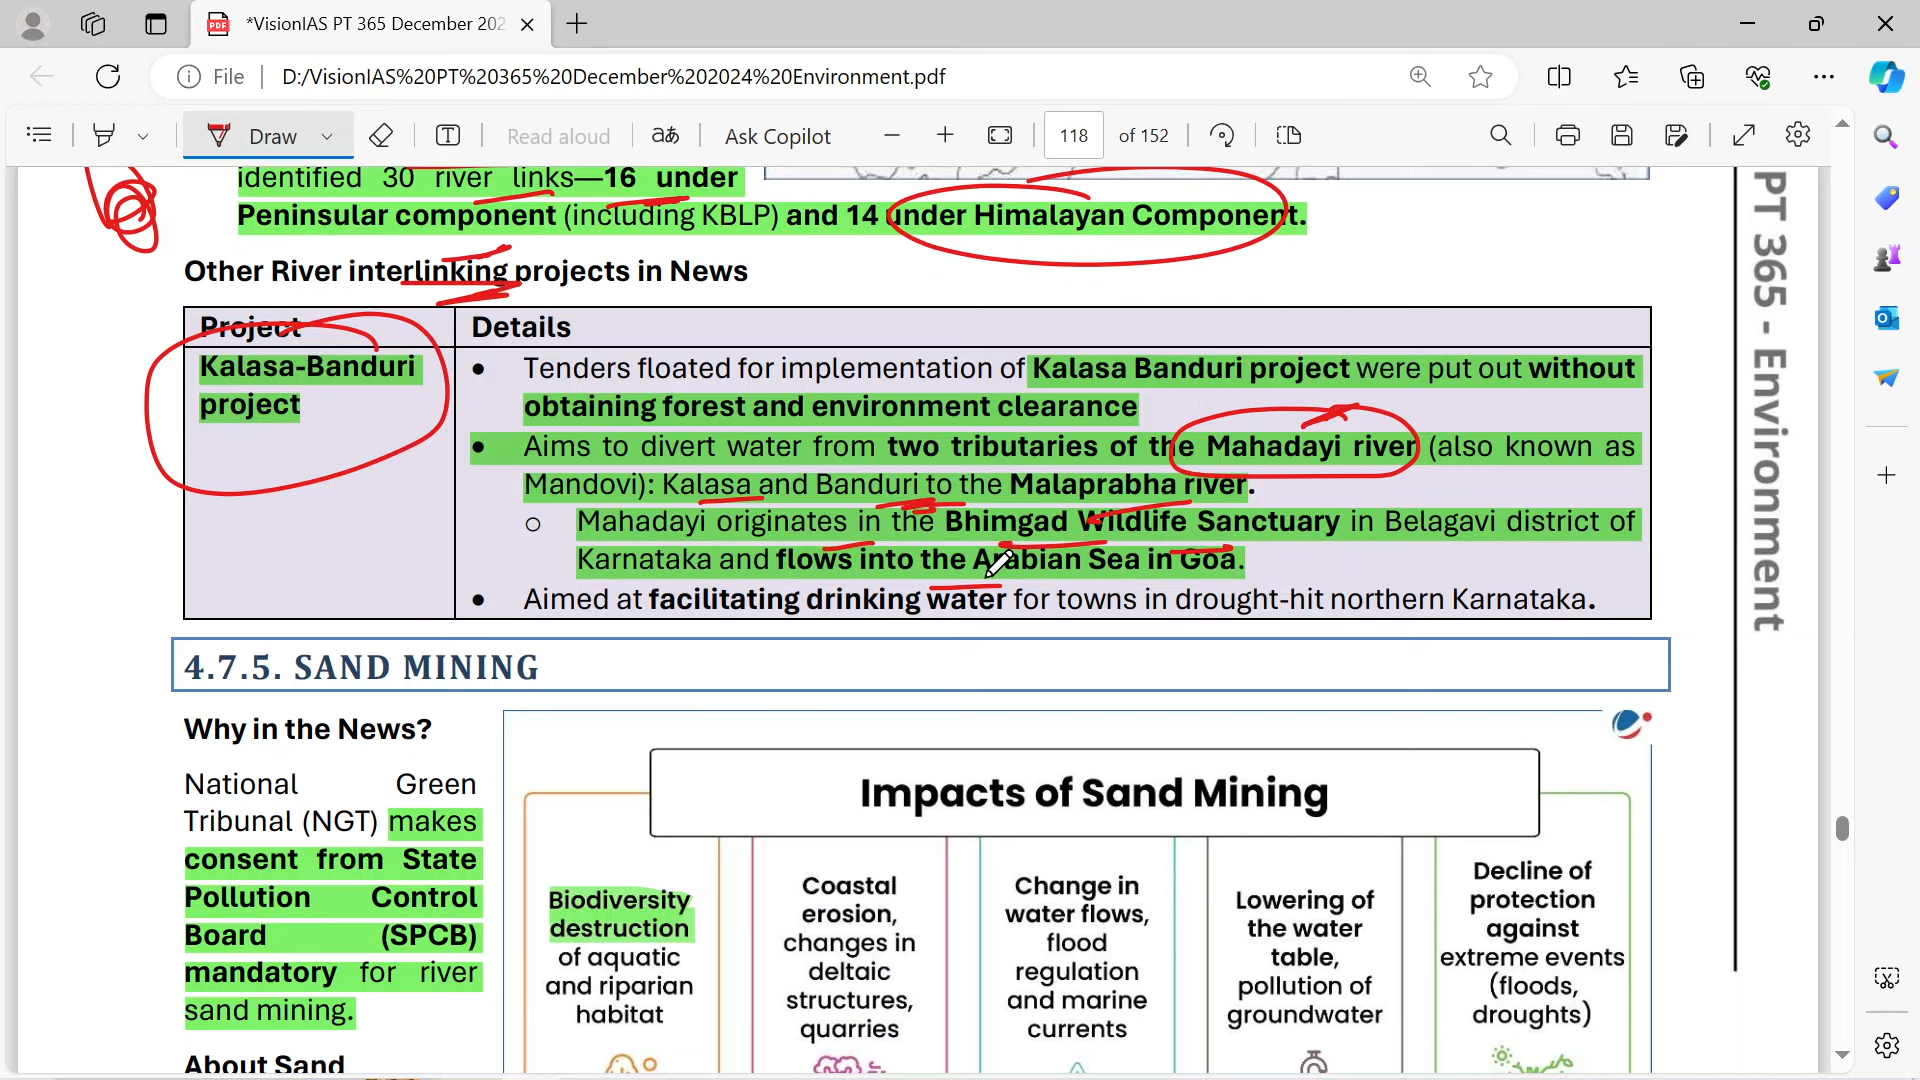 *VisionIAS PT 365 December 202
File
D:/VisionIAS%20PT%20365%20December%202024%20Environment.pdf
Draw
Read aloud
aあ
Ask Copilot
118
of 152
identified 30 river links—16 under
Peninsular component (including KBLP) and 14 under Himalayan Component.
Other River interlinking projects in News
Project
Details
Kalasa-Banduri
project
• Tenders floated for implementation of Kalasa Banduri project were put out without
obtaining forest and environment clearance
• Aims to divert water from two tributaries of the Mahadayi river (also known as
Mandovi): Kalasa and Banduri to the Malaprabha river.
o Mahadayi originates in the Bhimgad Wildlife Sanctuary in Belagavi district of
Karnataka and flows into the Arabian Sea in Goa.
• Aimed at facilitating drinking water for towns in drought-hit northern Karnataka.
4.7.5. SAND MINING
Why in the News?
National Green
Tribunal (NGT) makes
consent from State
Pollution Control
Board (SPCB)
mandatory for river
sand mining.
About Sand
Impacts of Sand Mining
Biodiversity
destruction
of aquatic
and riparian
habitat
Coastal
erosion,
changes in
deltaic
structures,
quarries
Change in
water flows,
flood
regulation
and marine
currents
Lowering of
the water
table,
pollution of
groundwater
Decline of
protection
against
extreme events
(floods,
droughts)
PT 365 - Environment